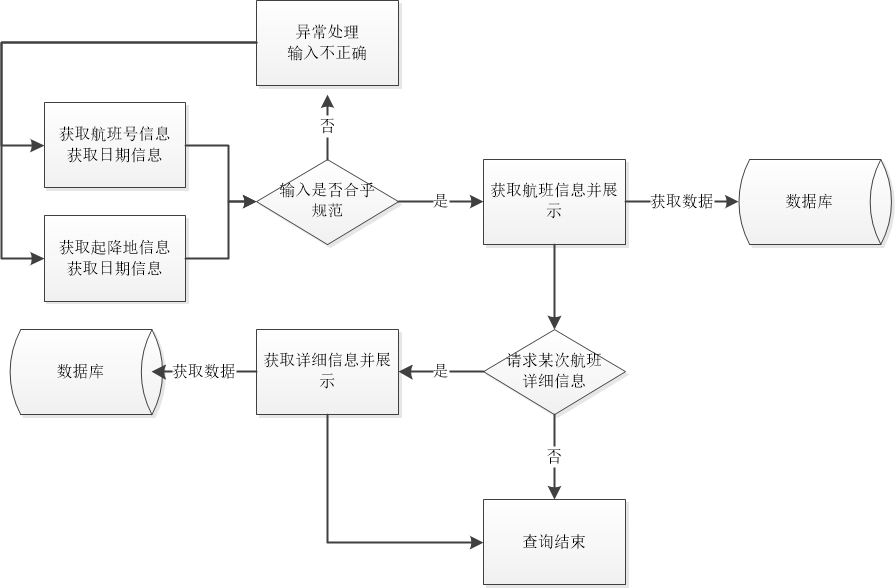 异常处理
输入不正确
获取航班号信息
获取日期信息
否
输入是否合乎
规范
是
获取航班信息并展
示
获取数据
数据库
获取起降地信息
获取日期信息
数据库
获取数据
获取详细信息并展
示
是
请求某次航班
详细信息
否
查询结束